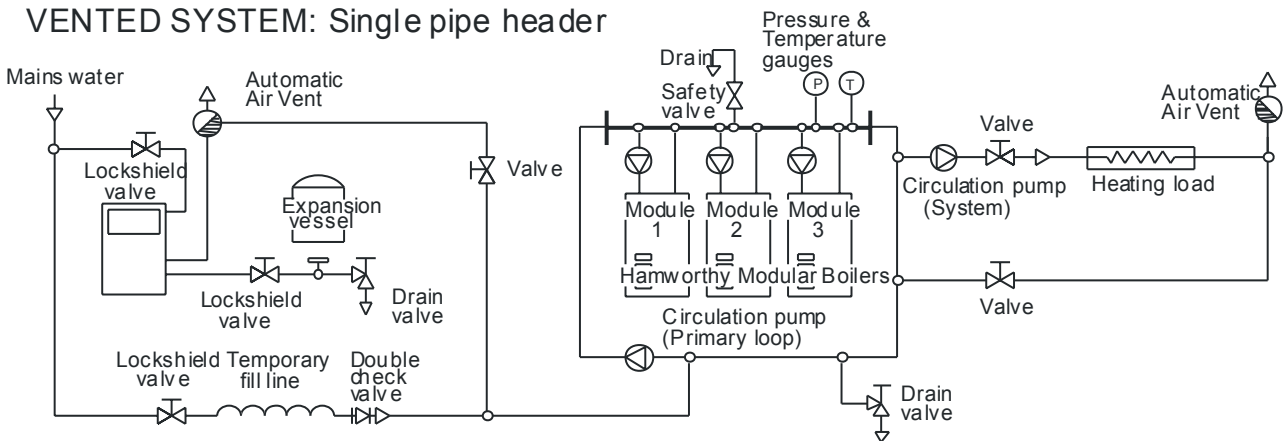 VENTED SYSTEM: Single pipe header
Mains water
Automatic
Air Vent
Lockshield
valve
Expansion
vessel
Valve
Lockshield
valve
Drain
valve
Lockshield
valve
Temporary
fill line
Double
check
valve
Drain
Safety
valve
Pressure &
Temperature
gauges
P
T
Module
1
Module
2
Module
3
Hamworthy Modular Boilers
Circulation pump
(Primary loop)
Valve
Circulation pump
(System)
Heating load
Automatic
Air Vent
Valve
Drain
valve